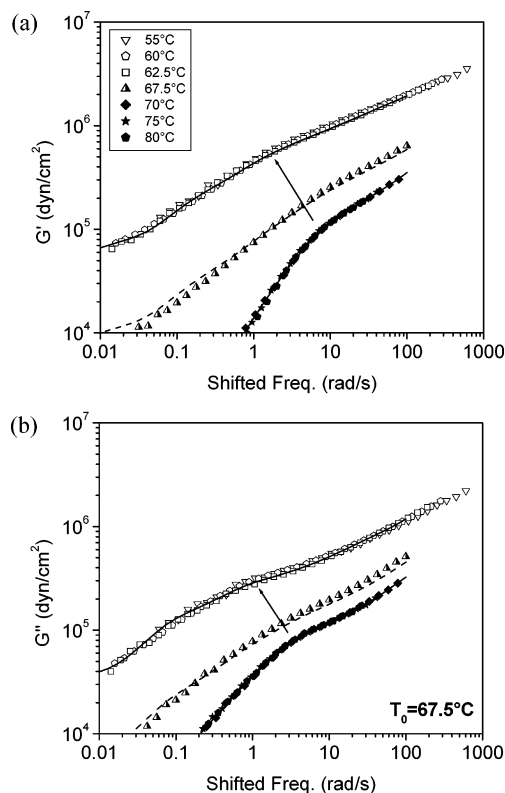 (a)
10^7
10^6
10^5
10^4
G' (dyn/cm^2)
55°C
60°C
62.5°C
67.5°C
70°C
75°C
80°C
0.01 0.1 1 10 100 1000
Shifted Freq. (rad/s)
(b)
10^7
10^6
10^5
10^4
G'' (dyn/cm^2)
T_0=67.5°C
0.01 0.1 1 10 100 1000
Shifted Freq. (rad/s)